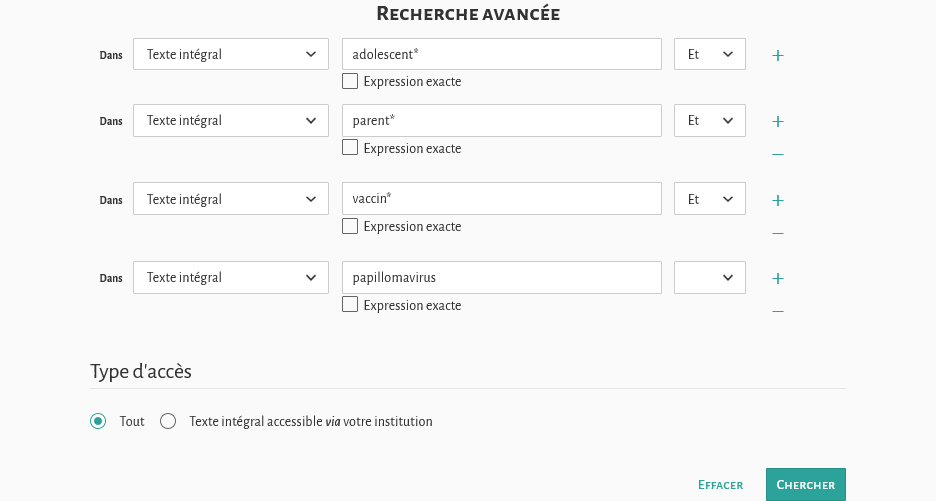 Recherche avancée
Dans Texte intégral adolescent* Et +
Expression exacte
Dans Texte intégral parent* Et +
Expression exacte –
Dans Texte intégral vaccin* Et +
Expression exacte –
Dans Texte intégral papillomavirus +
Expression exacte –
Type d'accès
Tout Texte intégral accessible via votre institution
Effacer Chercher